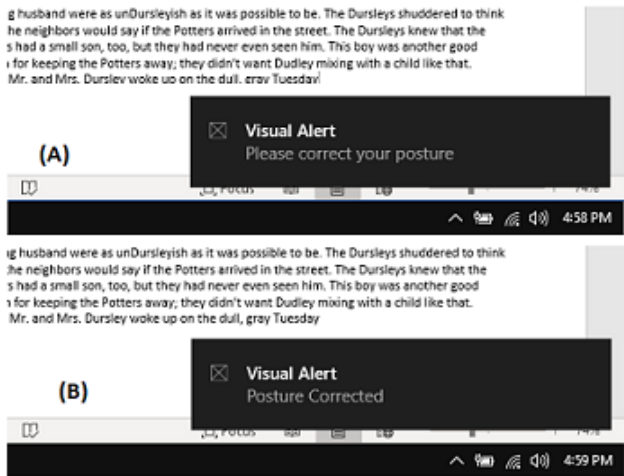 g husband were as unDursleyish as it was possible to be. The Dursleys shuddered to think
he neighbors would say if the Potters arrived in the street. The Dursleys knew that the
s had a small son, too, but they had never even seen him. This boy was another good
for keeping the Potters away; they didn't want Dudley mixing with a child like that.
Mr. and Mrs. Dursley woke up on the dull, gray Tuesday
Visual Alert
(A)
Please correct your posture
Focus
74%
4:58 PM
g husband were as unDursleyish as it was possible to be. The Dursleys shuddered to think
he neighbors would say if the Potters arrived in the street. The Dursleys knew that the
s had a small son, too, but they had never even seen him. This boy was another good
for keeping the Potters away; they didn't want Dudley mixing with a child like that.
Mr. and Mrs. Dursley woke up on the dull, gray Tuesday
Visual Alert
(B)
Posture Corrected
4:59 PM